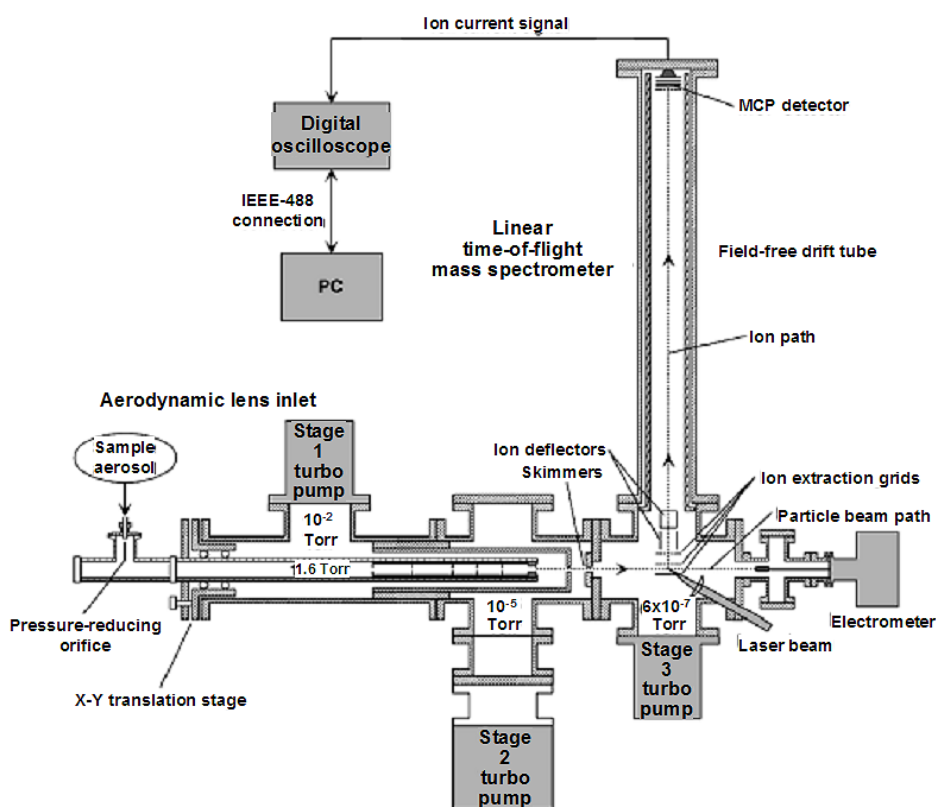 Ion current signal
MCP detector
Digital
oscilloscope
IEEE-488
connection
PC
Linear
time-of-flight
mass spectrometer
Field-free drift tube
Ion path
Aerodynamic lens inlet
Sample
aerosol
Stage
1
turbo
pump
Ion deflectors
Skimmers
Ion extraction grids
Particle beam path
10⁻²
Torr
1.6 Torr
10⁻⁵
Torr
6x10⁻⁷
Torr
Electrometer
Laser beam
Pressure-reducing
orifice
X-Y translation stage
Stage
3
turbo
pump
Stage
2
turbo
pump